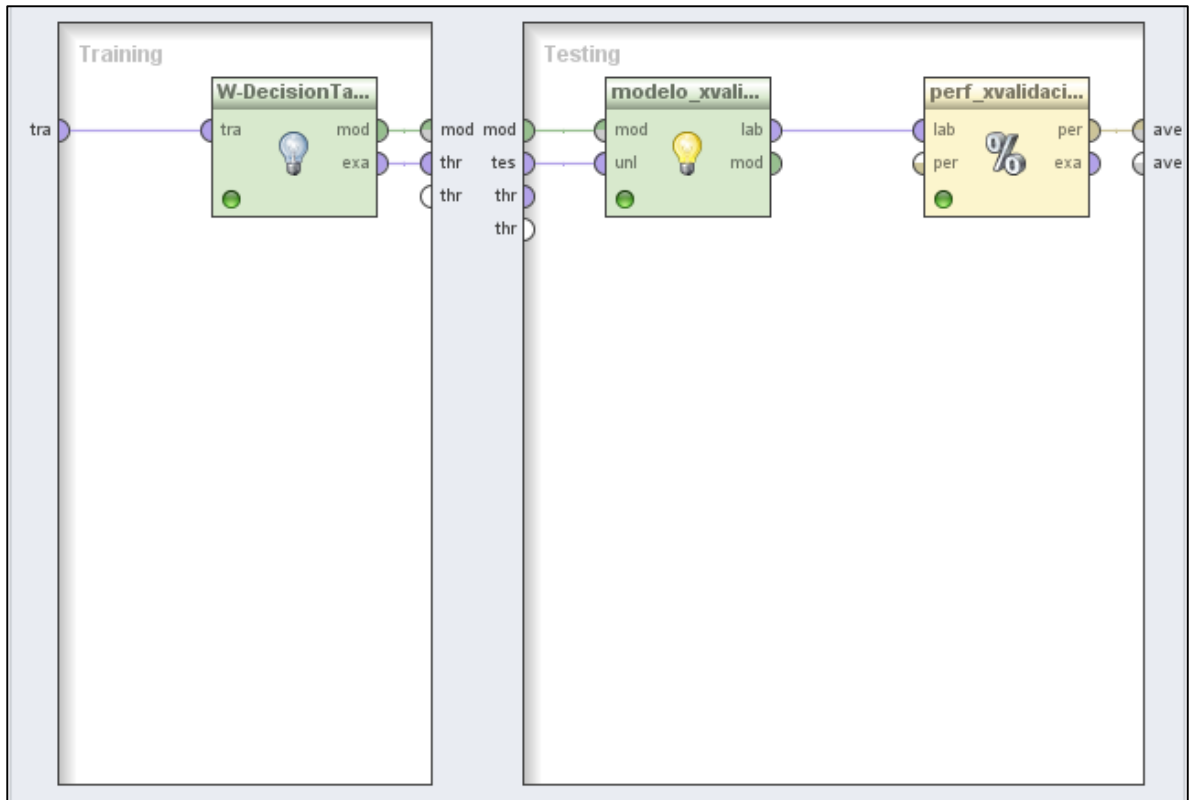 Training
Testing
W-DecisionTa...
modelo_xvali...
perf_xvalidaci...
tra
tra
mod
mod
mod
mod
lab
lab
per
ave
exa
thr
tes
unl
mod
per
exa
ave
thr
thr
thr
%